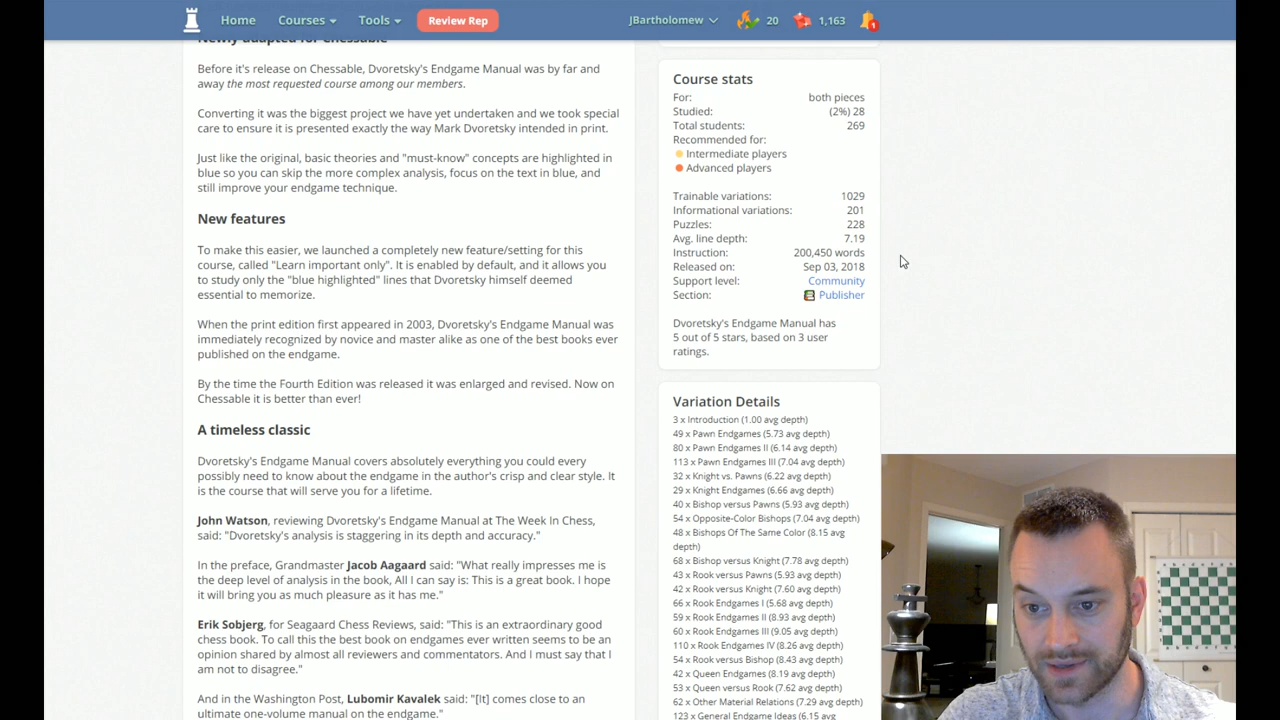 Home
Courses
Tools
Review Rep
JBartholomew
20
1,163
1
Newly adapted for Chessable
Before it's release on Chessable, Dvoretsky's Endgame Manual was by far and
away the most requested course among our members.
Converting it was the biggest project we have yet undertaken and we took special
care to ensure it is presented exactly the way Mark Dvoretsky intended in print.
Just like the original, basic theories and "must-know" concepts are highlighted in
blue so you can skip the more complex analysis, focus on the text in blue, and
still improve your endgame technique.
New features
To make this easier, we launched a completely new feature/setting for this
course, called "Learn important only". It is enabled by default, and it allows you
to study only the "blue highlighted" lines that Dvoretsky himself deemed
essential to memorize.
When the print edition first appeared in 2003, Dvoretsky's Endgame Manual was
immediately recognized by novice and master alike as one of the best books ever
published on the endgame.
By the time the Fourth Edition was released it was enlarged and revised. Now on
Chessable it is better than ever!
A timeless classic
Dvoretsky's Endgame Manual covers absolutely everything you could every
possibly need to know about the endgame in the author's crisp and clear style. It
is the course that will serve you for a lifetime.
John Watson, reviewing Dvoretsky's Endgame Manual at The Week In Chess,
said: "Dvoretsky's analysis is staggering in its depth and accuracy."
In the preface, Grandmaster Jacob Aagaard said: "What really impresses me is
the deep level of analysis in the book, All I can say is: This is a great book. I hope
it will bring you as much pleasure as it has me."
Erik Sobjerg, for Seagaard Chess Reviews, said: "This is an extraordinary good
chess book. To call this the best book on endgames ever written seems to be an
opinion shared by almost all reviewers and commentators. And I must say that I
am not to disagree."
And in the Washington Post, Lubomir Kavalek said: "[It] comes close to an
ultimate one-volume manual on the endgame."
Course stats
For: both pieces
Studied: (2%) 28
Total students: 269
Recommended for:
Intermediate players
Advanced players
Trainable variations: 1029
Informational variations: 201
Puzzles: 228
Avg. line depth: 7.19
Instruction: 200,450 words
Released on: Sep 03, 2018
Support level: Community
Section: Publisher
Dvoretsky's Endgame Manual has
5 out of 5 stars, based on 3 user
ratings.
Variation Details
3 x Introduction (1.00 avg depth)
49 x Pawn Endgames (5.73 avg depth)
80 x Pawn Endgames II (6.14 avg depth)
113 x Pawn Endgames III (7.04 avg depth)
32 x Knight vs. Pawns (6.22 avg depth)
29 x Knight Endgames (6.66 avg depth)
40 x Bishop versus Pawns (5.93 avg depth)
54 x Opposite-Color Bishops (7.04 avg depth)
48 x Bishops Of The Same Color (8.15 avg
depth)
68 x Bishop versus Knight (7.78 avg depth)
43 x Rook versus Pawns (5.93 avg depth)
42 x Rook versus Knight (7.60 avg depth)
66 x Rook Endgames I (5.68 avg depth)
59 x Rook Endgames II (8.93 avg depth)
60 x Rook Endgames III (9.05 avg depth)
110 x Rook Endgames IV (8.26 avg depth)
54 x Rook versus Bishop (8.43 avg depth)
42 x Queen Endgames (8.19 avg depth)
53 x Queen versus Rook (7.62 avg depth)
62 x Other Material Relations (7.29 avg depth)
123 x General Endgame Ideas (6.15 avg